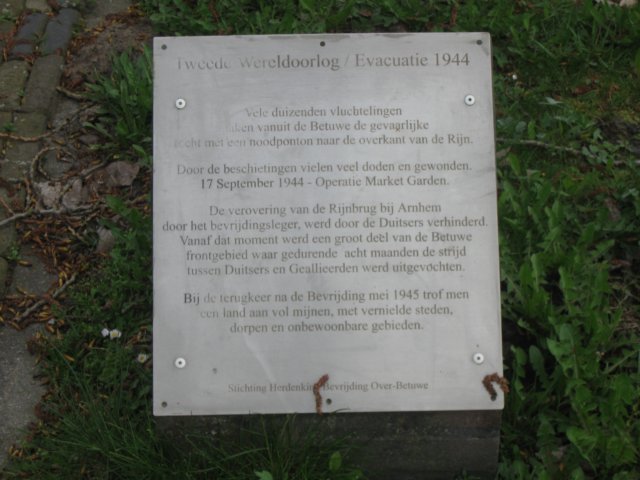 Tweede Wereldoorlog / Evacuatie 1944
Vele duizenden vluchtelingen
vanuit de Betuwe de gevagrlijke
met een noodponton naar de overkant van de Rijn.
Door de beschietingen vielen veel doden en gewonden.
17 September 1944 - Operatie Market Garden.
De verovering van de Rijnbrug bij Arnhem
door het bevrijdingsleger, werd door de Duitsers verhinderd.
Vanaf dat moment werd een groot deel van de Betuwe
frontgebied waar gedurende acht maanden de strijd
tussen Duitsers en Geallieerden werd uitgevochten.
Bij de terugkeer na de Bevrijding mei 1945 trof men
een land aan vol mijnen, met vernielde steden,
dorpen en onbewoonbare gebieden.
Stichting Herdenking Bevrijding Over-Betuwe